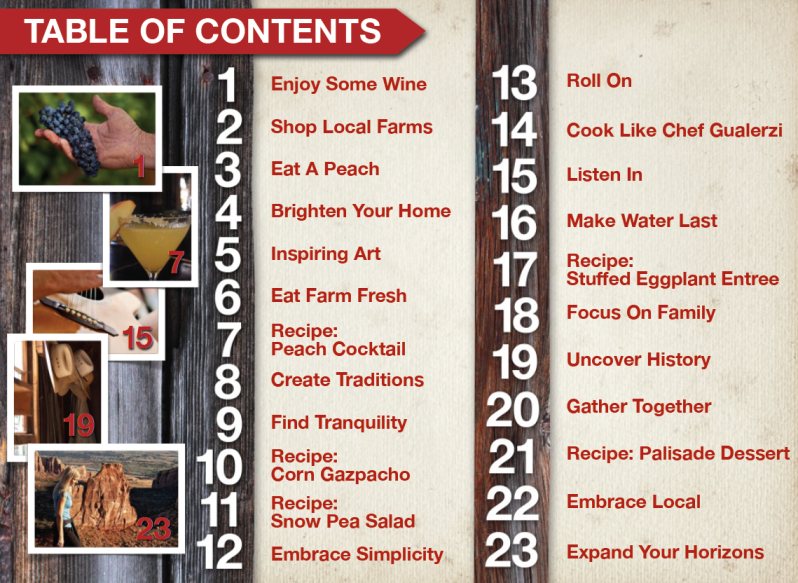 TABLE OF CONTENTS
1 Enjoy Some Wine
2 Shop Local Farms
3 Eat A Peach
4 Brighten Your Home
5 Inspiring Art
6 Eat Farm Fresh
7 Recipe:
Peach Cocktail
8 Create Traditions
9 Find Tranquility
10 Recipe:
Corn Gazpacho
11 Recipe:
Snow Pea Salad
12 Embrace Simplicity
13 Roll On
14 Cook Like Chef Gualerzi
15 Listen In
16 Make Water Last
17 Recipe:
Stuffed Eggplant Entree
18 Focus On Family
19 Uncover History
20 Gather Together
21 Recipe: Palisade Dessert
22 Embrace Local
23 Expand Your Horizons
1
7
15
19
23